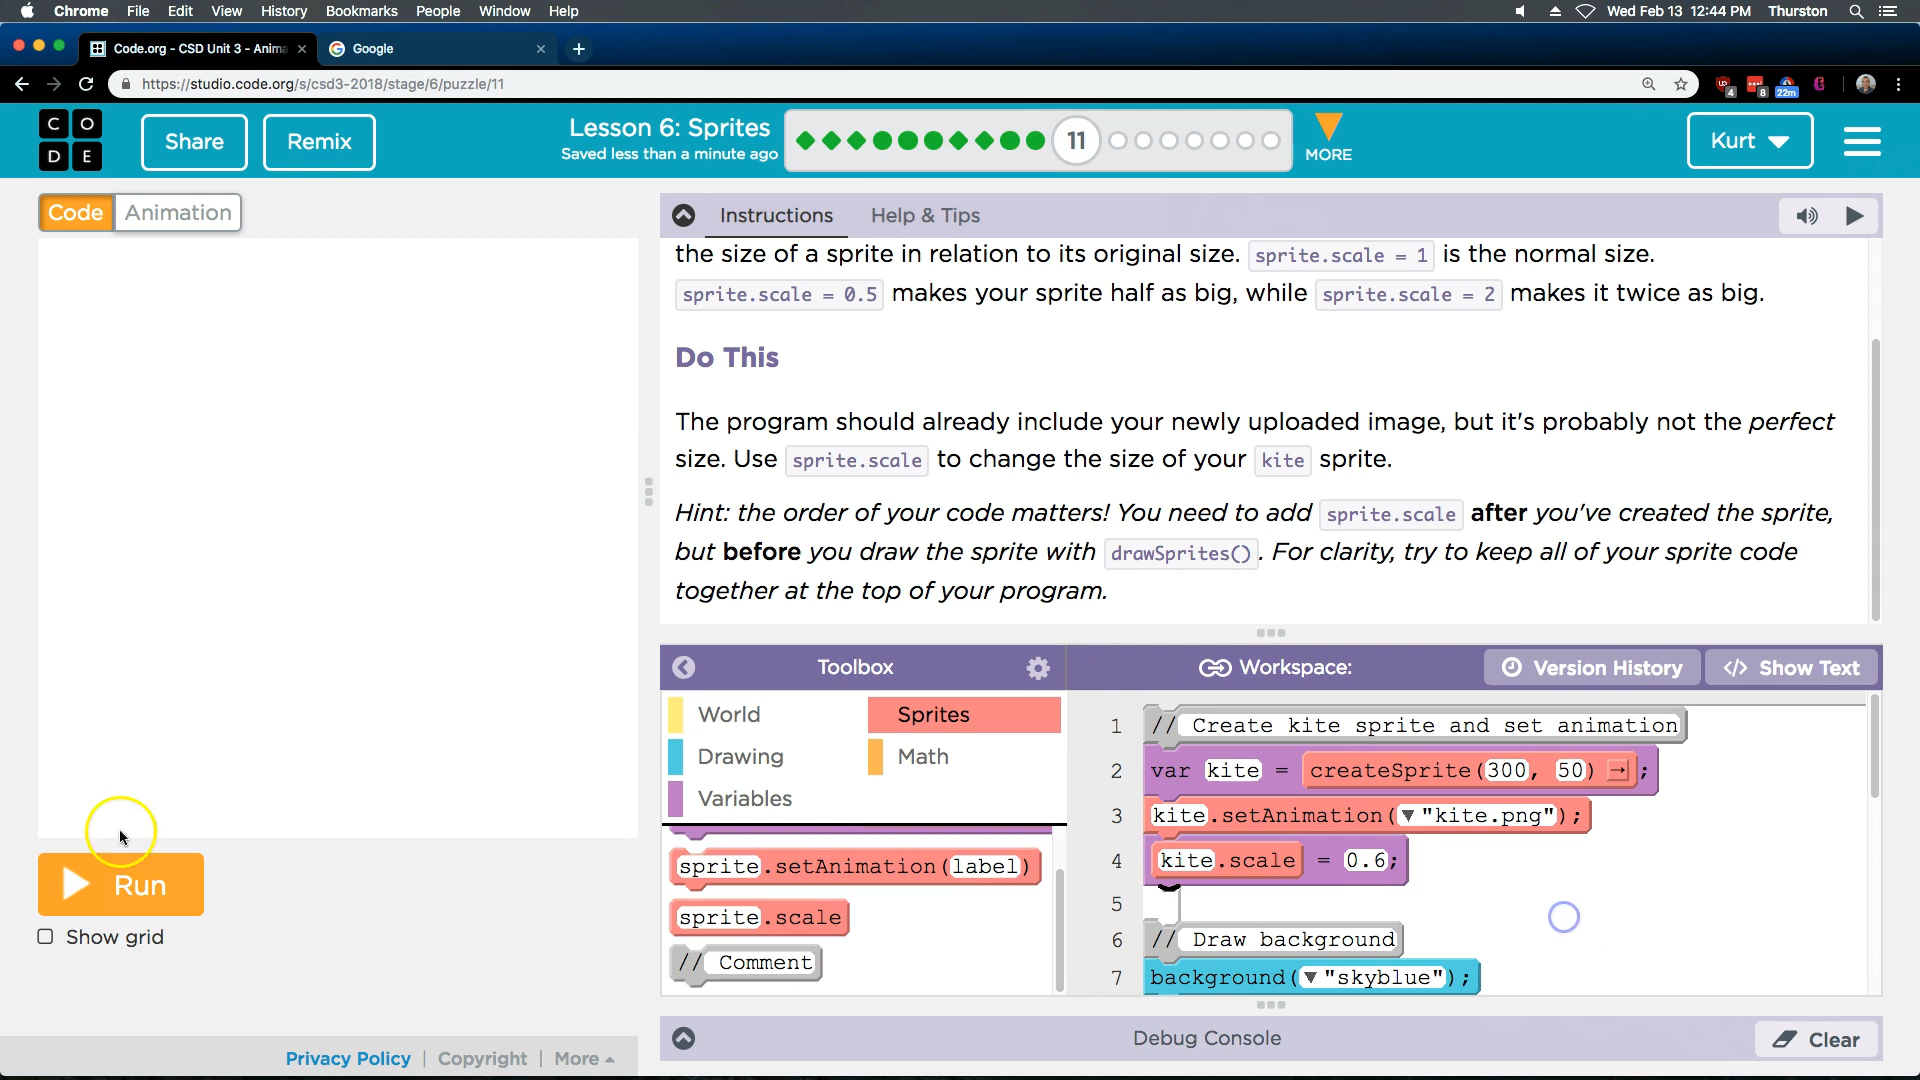 Chrome File Edit View History Bookmarks People Window Help
Wed Feb 13 12:44 PM Thurston
Code.org - CSD Unit 3 - Anima
Google
https://studio.code.org/s/csd3-2018/stage/6/puzzle/11
4
8
22m
C O
D E
Share
Remix
Lesson 6: Sprites
Saved less than a minute ago
11
MORE
Kurt
Code Animation
Instructions
Help & Tips
the size of a sprite in relation to its original size. sprite.scale = 1 is the normal size.
sprite.scale = 0.5 makes your sprite half as big, while sprite.scale = 2 makes it twice as big.
Do This
The program should already include your newly uploaded image, but it's probably not the perfect
size. Use sprite.scale to change the size of your kite sprite.
Hint: the order of your code matters! You need to add sprite.scale after you've created the sprite,
but before you draw the sprite with drawSprites(). For clarity, try to keep all of your sprite code
together at the top of your program.
Toolbox
Workspace:
Version History
</> Show Text
World
Sprites
Drawing
Math
Variables
sprite.setAnimation(label)
sprite.scale
// Comment
1 // Create kite sprite and set animation
2 var kite = createSprite(300, 50) → ;
3 kite.setAnimation(▼"kite.png");
4 kite.scale = 0.6;
5
6 // Draw background
7 background(▼"skyblue");
Run
Show grid
Privacy Policy | Copyright | More
Debug Console
Clear